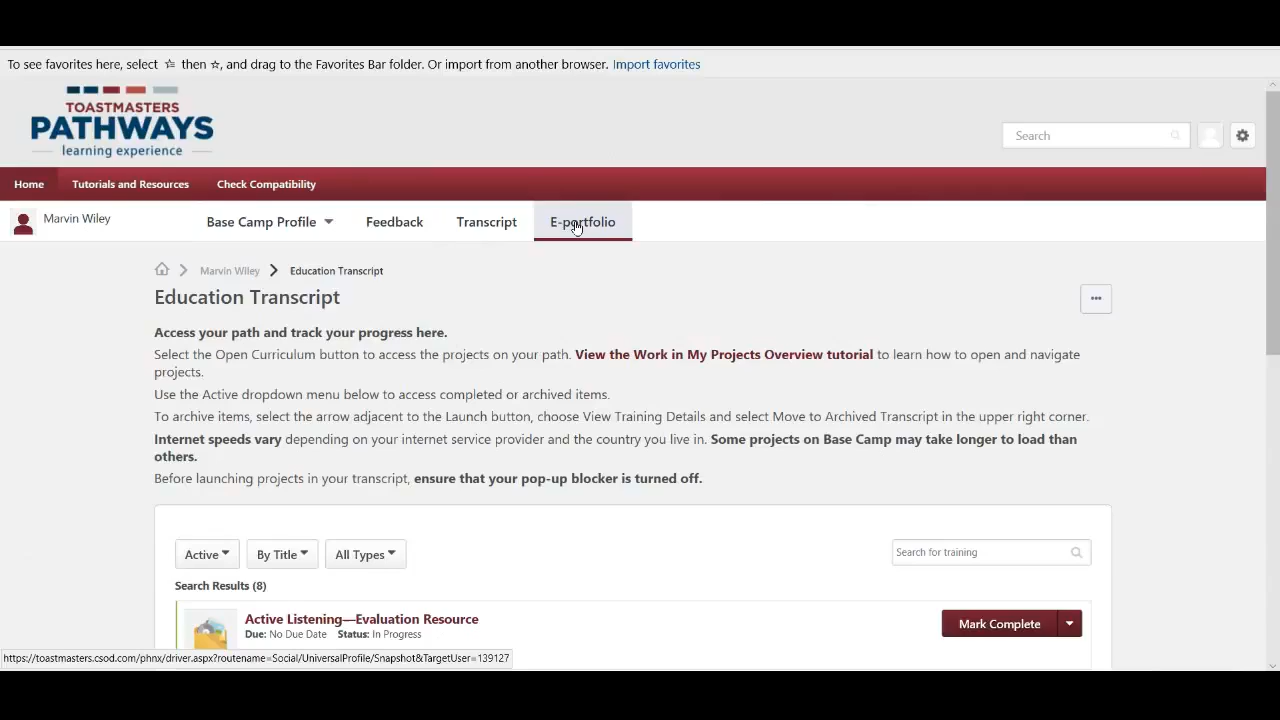 To see favorites here, select ☆ then ☆, and drag to the Favorites Bar folder. Or import from another browser. Import favorites
TOASTMASTERS
PATHWAYS
learning experience
Search
Home Tutorials and Resources Check Compatibility
Marvin Wiley Base Camp Profile Feedback Transcript E-portfolio
Marvin Wiley Education Transcript
Education Transcript
...
Access your path and track your progress here.
Select the Open Curriculum button to access the projects on your path. View the Work in My Projects Overview tutorial to learn how to open and navigate
projects.
Use the Active dropdown menu below to access completed or archived items.
To archive items, select the arrow adjacent to the Launch button, choose View Training Details and select Move to Archived Transcript in the upper right corner.
Internet speeds vary depending on your internet service provider and the country you live in. Some projects on Base Camp may take longer to load than
others.
Before launching projects in your transcript, ensure that your pop-up blocker is turned off.
Active By Title All Types Search for training
Search Results (8)
Active Listening—Evaluation Resource
Due: No Due Date Status: In Progress
Mark Complete
https://toastmasters.csod.com/phnx/driver.aspx?routename=Social/UniversalProfile/Snapshot&TargetUser=139127